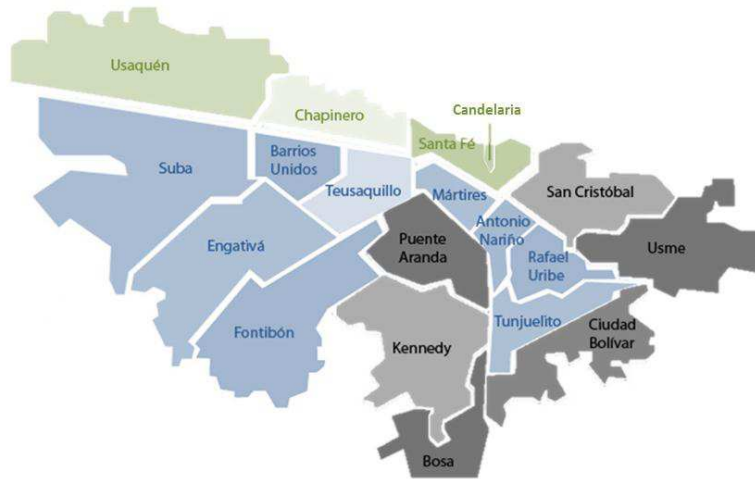 Usaquén
Chapinero
Candelaria
Santa Fé
Suba
Barrios
Unidos
Teusaquillo
Mártires
San Cristóbal
Antonio
Nariño
Engativá
Puente
Aranda
Rafael
Uribe
Usme
Fontibón
Kennedy
Tunjuelito
Ciudad
Bolívar
Bosa